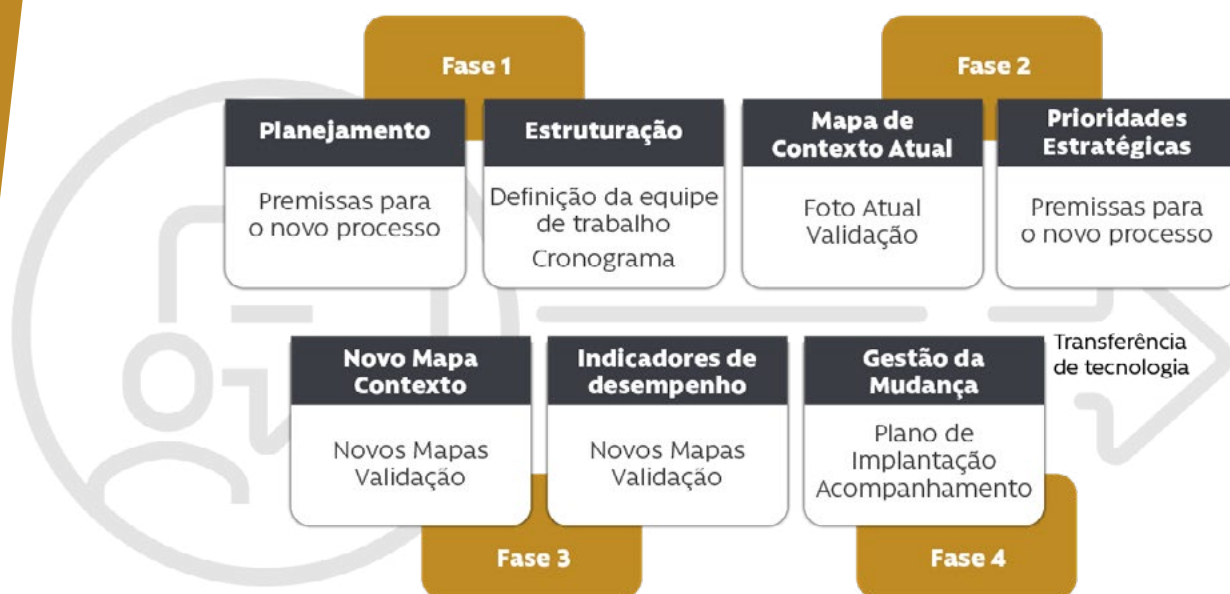 Fase 1
Planejamento
Premissas para
o novo processo
Estruturação
Definição da equipe
de trabalho
Cronograma
Fase 2
Mapa de
Contexto Atual
Foto Atual
Validação
Prioridades
Estratégicas
Premissas para
o novo processo
Novo Mapa
Contexto
Novos Mapas
Validação
Indicadores de
desempenho
Novos Mapas
Validação
Fase 3
Gestão da
Mudança
Plano de
Implantação
Acompanhamento
Fase 4
Transferência
de tecnologia